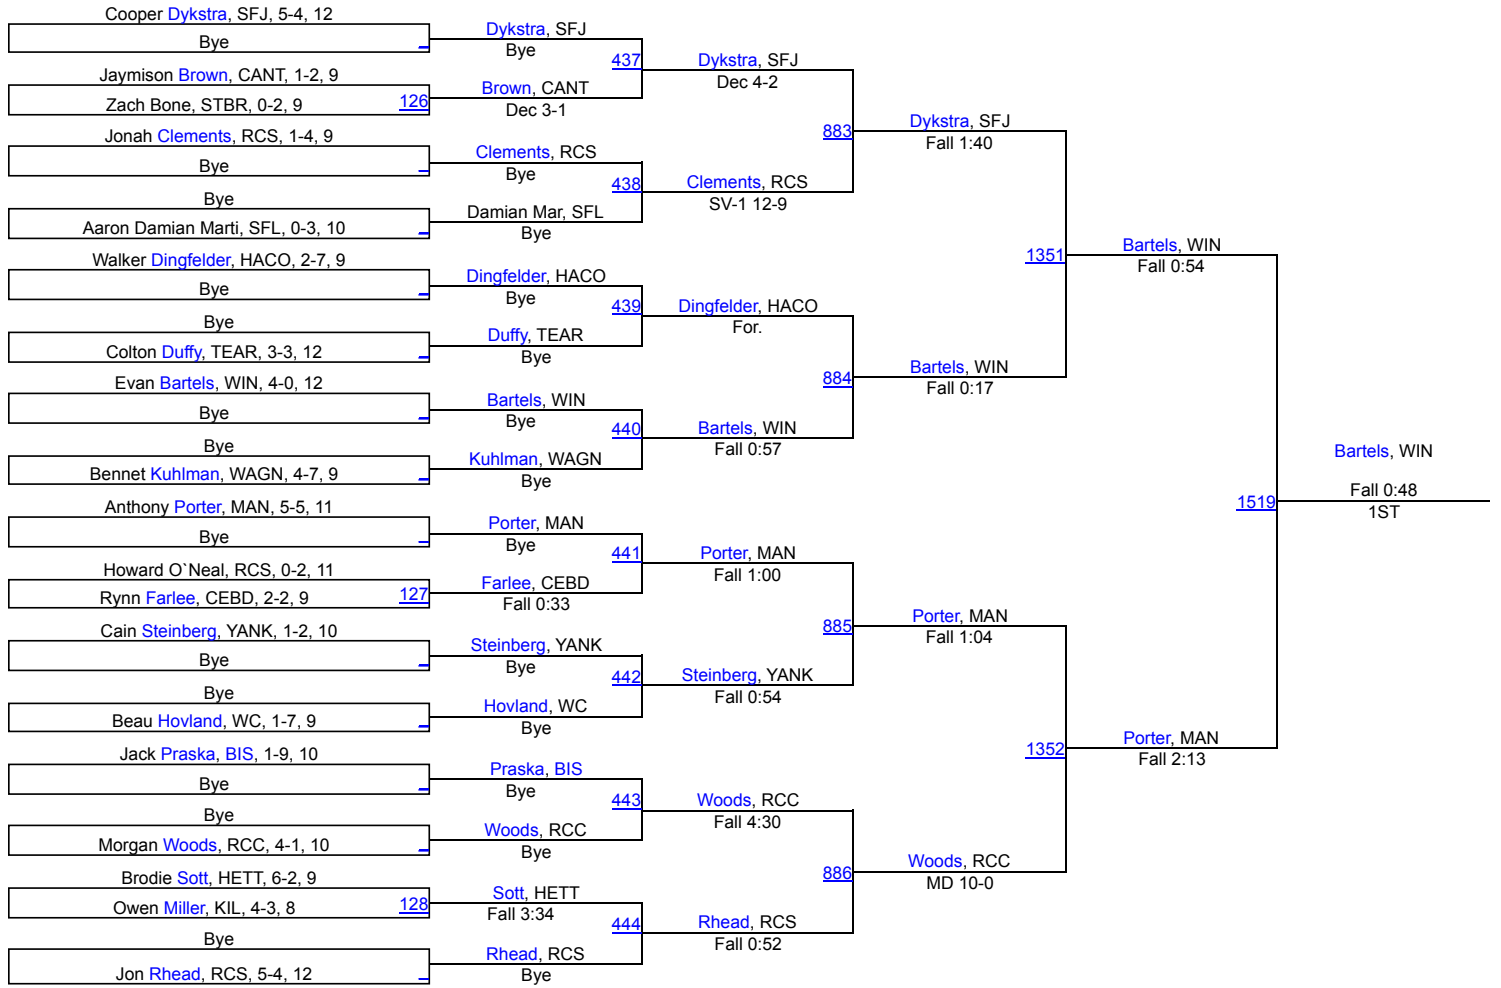 Cooper Dykstra, SFJ, 5-4, 12
Bye
Jaymison Brown, CANT, 1-2, 9
Zach Bone, STBR, 0-2, 9
126
Jonah Clements, RCS, 1-4, 9
Bye
Bye
Aaron Damian Marti, SFL, 0-3, 10
Walker Dingfelder, HACO, 2-7, 9
Bye
Bye
Colton Duffy, TEAR, 3-3, 12
Evan Bartels, WIN, 4-0, 12
Bye
Bye
Bennet Kuhlman, WAGN, 4-7, 9
Anthony Porter, MAN, 5-5, 11
Bye
Howard O`Neal, RCS, 0-2, 11
Rynn Farlee, CEBD, 2-2, 9
127
Cain Steinberg, YANK, 1-2, 10
Bye
Bye
Beau Hovland, WC, 1-7, 9
Jack Praska, BIS, 1-9, 10
Bye
Bye
Morgan Woods, RCC, 4-1, 10
Brodie Sott, HETT, 6-2, 9
Owen Miller, KIL, 4-3, 8
128
Bye
Jon Rhead, RCS, 5-4, 12
Dykstra, SFJ
Bye
437
Brown, CANT
Dec 3-1
Clements, RCS
Bye
438
Damian Mar, SFL
Bye
Dingfelder, HACO
Bye
439
Duffy, TEAR
Bye
Bartels, WIN
Bye
440
Kuhlman, WAGN
Bye
Porter, MAN
Bye
441
Farlee, CEBD
Fall 0:33
Steinberg, YANK
Bye
442
Hovland, WC
Bye
Praska, BIS
Bye
443
Woods, RCC
Bye
Sott, HETT
Fall 3:34
444
Rhead, RCS
Bye
Dykstra, SFJ
Dec 4-2
883
Clements, RCS
SV-1 12-9
Dingfelder, HACO
For.
884
Bartels, WIN
Fall 0:57
Porter, MAN
Fall 1:00
885
Steinberg, YANK
Fall 0:54
Woods, RCC
Fall 4:30
886
Rhead, RCS
Fall 0:52
Dykstra, SFJ
Fall 1:40
1351
Bartels, WIN
Fall 0:17
Porter, MAN
Fall 1:04
1352
Woods, RCC
MD 10-0
Bartels, WIN
Fall 0:54
1519
Porter, MAN
Fall 2:13
Bartels, WIN
Fall 0:48
1ST